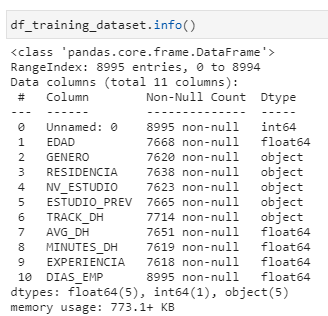 df_training_dataset.info()
<class 'pandas.core.frame.DataFrame'>
RangeIndex: 8995 entries, 0 to 8994
Data columns (total 11 columns):
 #   Column         Non-Null Count  Dtype
---  ------         --------------  -----
 0   Unnamed: 0     8995 non-null   int64
 1   EDAD           7668 non-null   float64
 2   GENERO         7620 non-null   object
 3   RESIDENCIA     7638 non-null   object
 4   NV_ESTUDIO     7623 non-null   object
 5   ESTUDIO_PREV   7665 non-null   object
 6   TRACK_DH       7714 non-null   object
 7   AVG_DH         7651 non-null   float64
 8   MINUTES_DH     7619 non-null   float64
 9   EXPERIENCIA    7618 non-null   float64
 10  DIAS_EMP       8995 non-null   float64
dtypes: float64(5), int64(1), object(5)
memory usage: 773.1+ KB